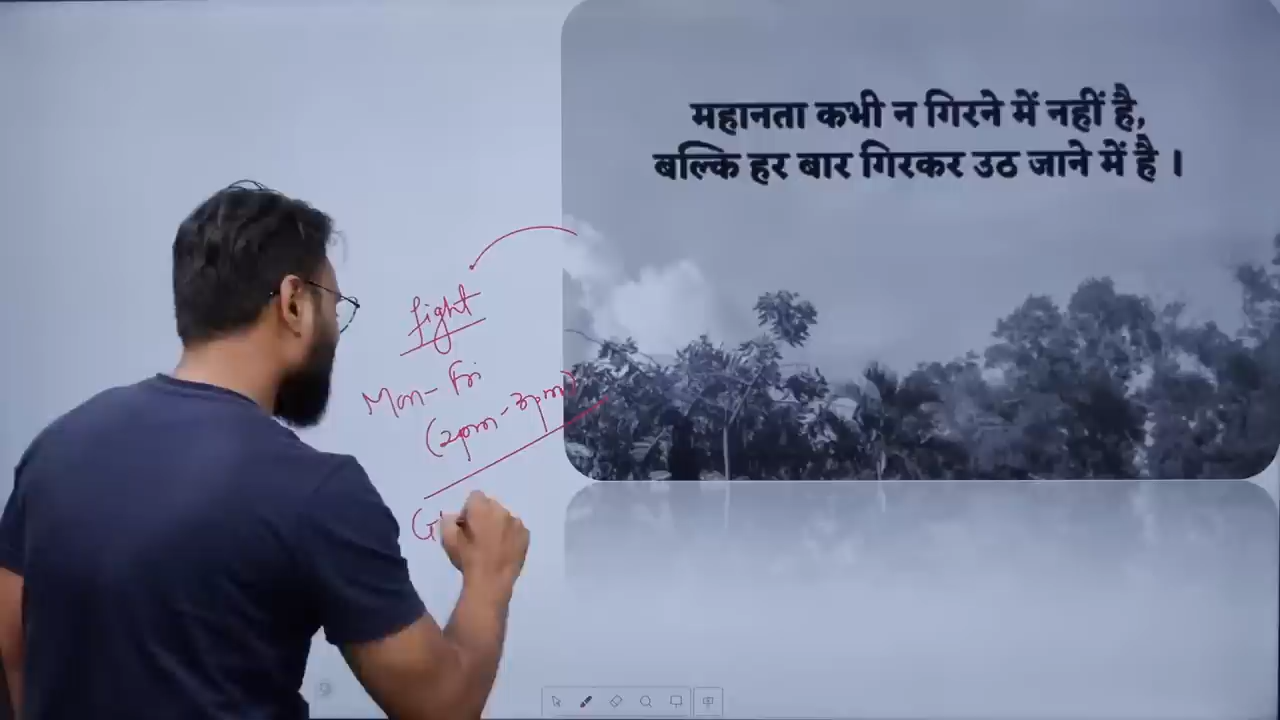 महानता कभी न गिरने में नहीं है,
बल्कि हर बार गिरकर उठ जाने में है ।
fight
Mon-Fri
(2pm-3pm)